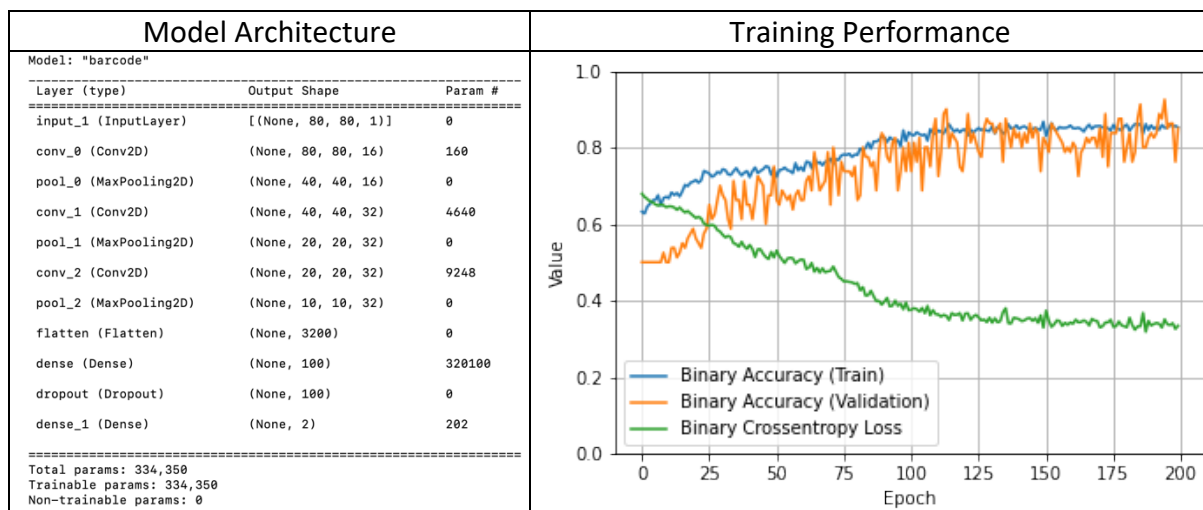 Model Architecture
Training Performance
Model: "barcode"
Layer (type) Output Shape Param #
input_1 (InputLayer) [(None, 80, 80, 1)] 0
conv_0 (Conv2D) (None, 80, 80, 16) 160
pool_0 (MaxPooling2D) (None, 40, 40, 16) 0
conv_1 (Conv2D) (None, 40, 40, 32) 4640
pool_1 (MaxPooling2D) (None, 20, 20, 32) 0
conv_2 (Conv2D) (None, 20, 20, 32) 9248
pool_2 (MaxPooling2D) (None, 10, 10, 32) 0
flatten (Flatten) (None, 3200) 0
dense (Dense) (None, 100) 320100
dropout (Dropout) (None, 100) 0
dense_1 (Dense) (None, 2) 202
Total params: 334,350
Trainable params: 334,350
Non-trainable params: 0
1.0
0.8
0.6
0.4
0.2
0.0
Value
Binary Accuracy (Train)
Binary Accuracy (Validation)
Binary Crossentropy Loss
0 25 50 75 100 125 150 175 200
Epoch